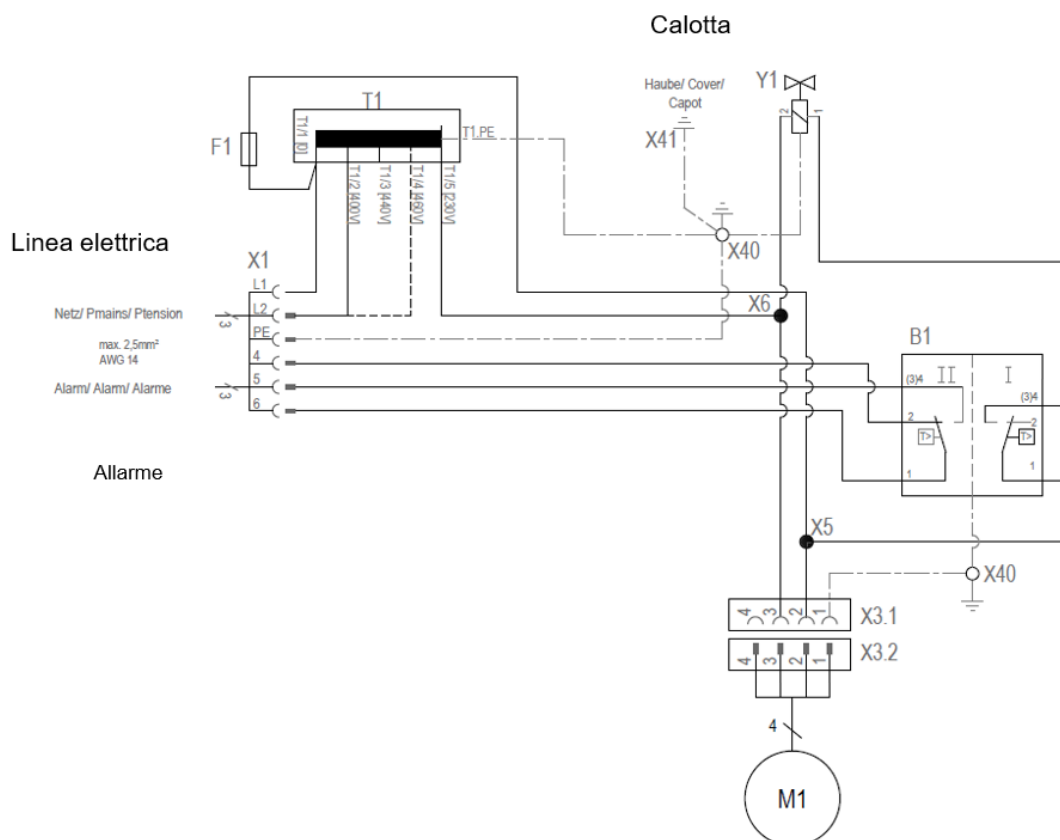 Calotta
Haube/ Cover/
Capot
X41
Y1
2
1
T1
T1/1 [0]
T1.PE
F1
T1/2 [400V]
T1/3 [440V]
T1/4 [460V]
T1/5 [230V]
X40
Linea elettrica
X1
L1
L2
PE
4
5
6
Netz/ Pmains/ Ptension
3
max. 2,5mm²
AWG 14
Alarm/ Alarm/ Alarme
3
Allarme
X6
B1
II
I
(3)4
(3)4
2
2
T>
T>
1
1
X5
X40
4
3
2
1
X3.1
4
3
2
1
X3.2
4
M1